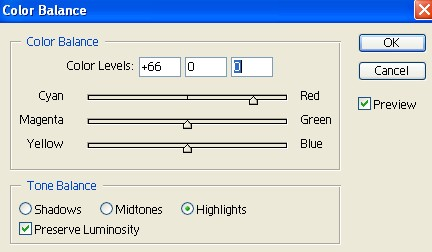 Color Balance
Color Balance
Color Levels: +66 0 0
Cyan Red
Magenta Green
Yellow Blue
Tone Balance
Shadows Midtones Highlights
Preserve Luminosity
OK
Cancel
Preview